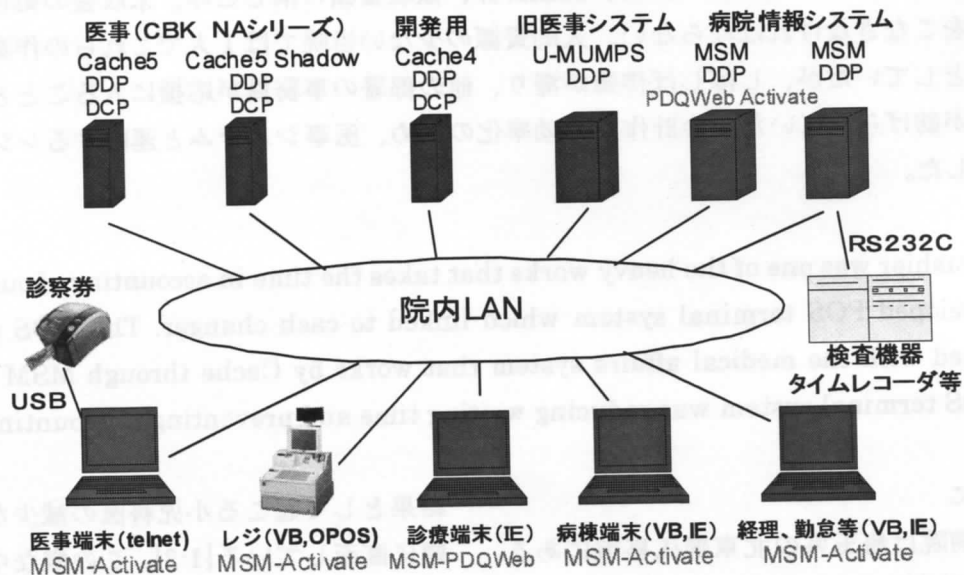 医事(CBK NAシリーズ) 開発用 旧医事システム 病院情報システム
Cache5 Cache5 Shadow Cache4 U-MUMPS MSM MSM
DDP DDP DDP DDP DDP DDP
DCP DCP DCP PDQWeb Activate
RS232C
診察券
院内LAN
検査機器
USB
タイムレコーダ等
医事端末(telnet) レジ(VB,OPOS) 診療端末(IE) 病棟端末(VB,IE) 経理、勤怠等(VB,IE)
MSM-Activate MSM-Activate MSM-PDQWeb MSM-Activate MSM-Activate